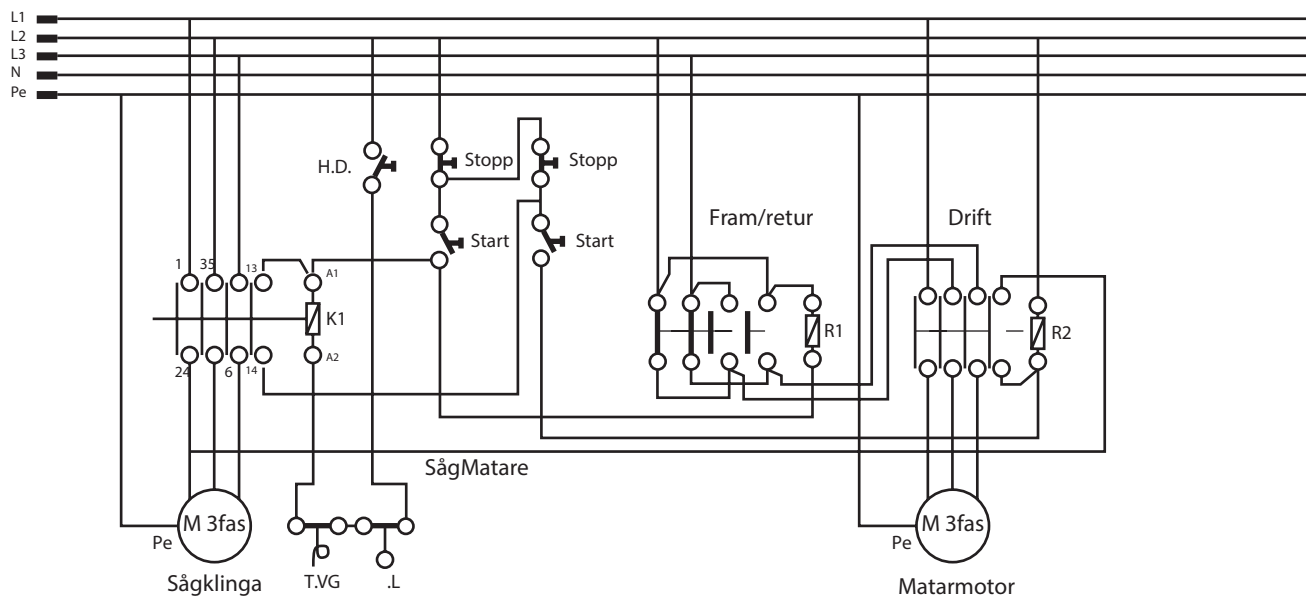 L1
L2
L3
N
Pe
H.D.
Stopp
Stopp
Start
Start
Fram/retur
Drift
1
35
13
A1
K1
R1
R2
24
6
14
A2
SågMatare
M 3fas
Pe
T.VG
.L
M 3fas
Pe
Sågklinga
Matarmotor